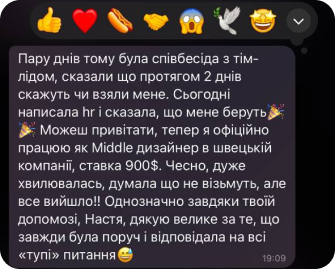 Пару днів тому була співбесіда з тім-
лідом, сказали що протягом 2 днів
скажуть чи взяли мене. Сьогодні
написала hr і сказала, що мене беруть🎉
🎉 Можеш привітати, тепер я офіційно
працюю як Middle дизайнер в шведській
компанії, ставка 900$. Чесно, дуже
хвилювалась, думала що не візьмуть, але
все вийшло!! Однозначно завдяки твоїй
допомозі, Настя, дякую велике за те, що
завжди була поруч і відповідала на всі
«тупі» питання😅
19:09